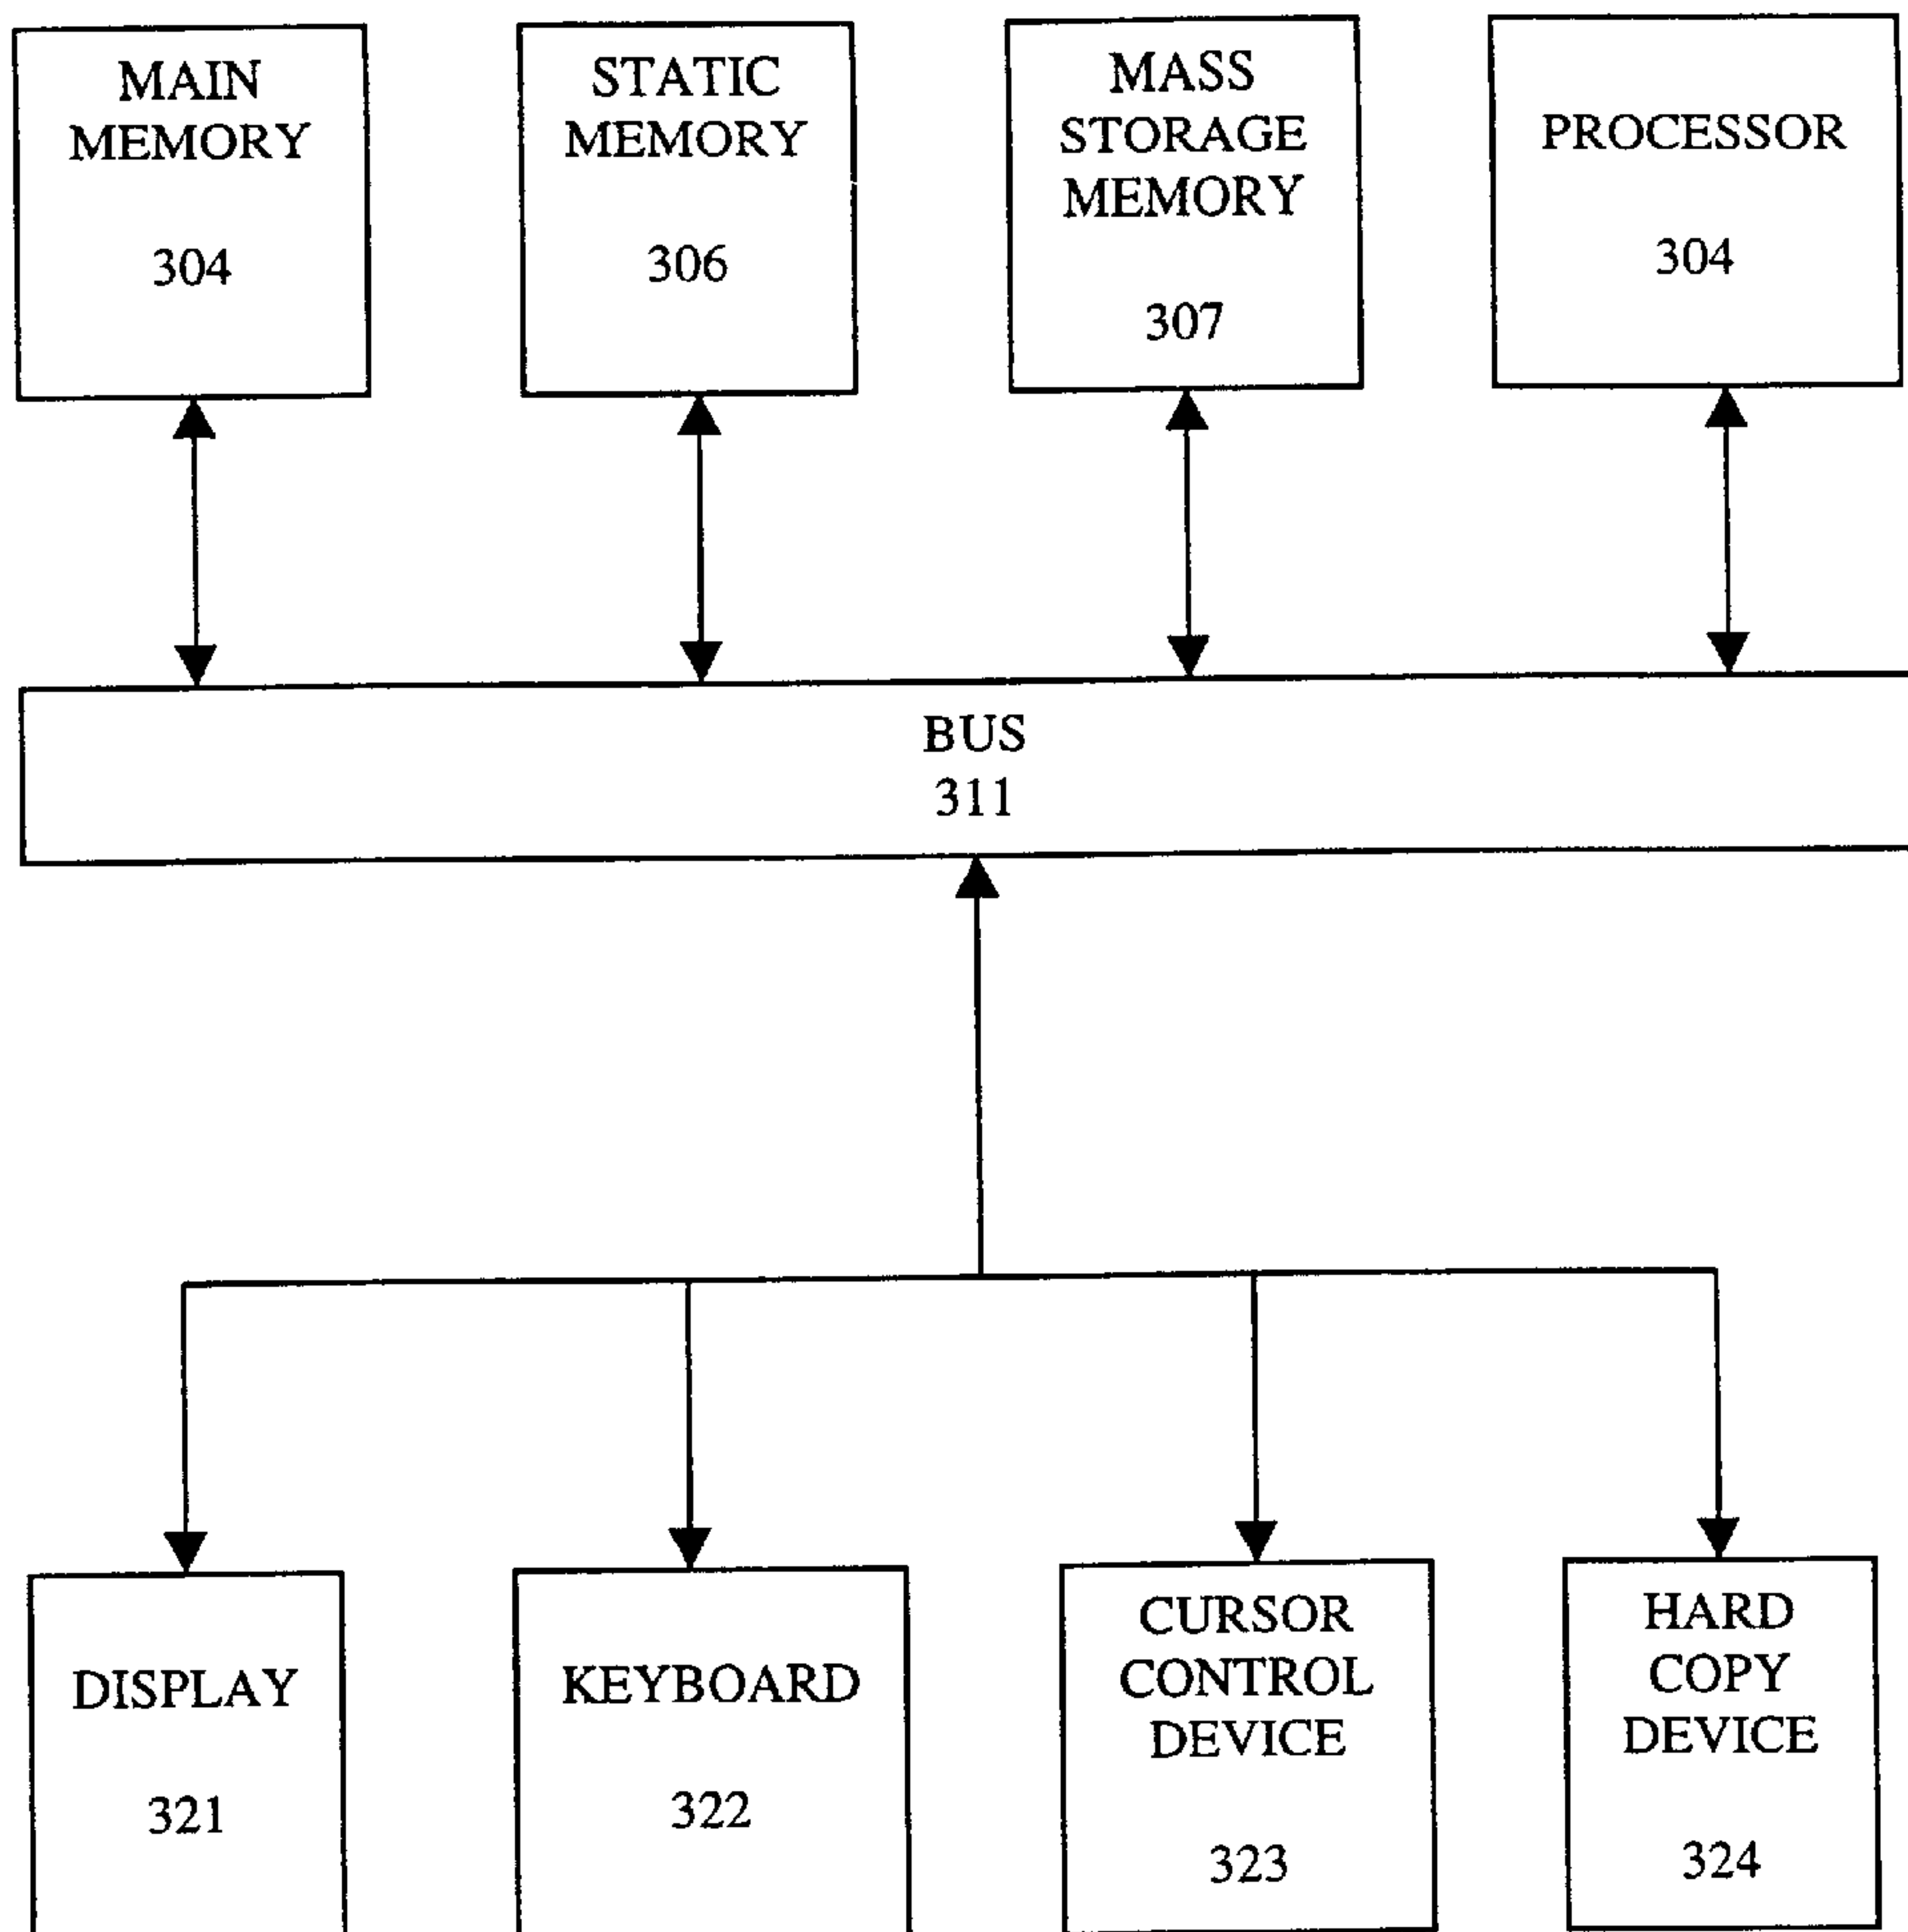 MAIN
MEMORY
304
STATIC
MEMORY
306
MASS
STORAGE
MEMORY
307
PROCESSOR
304
BUS
311
DISPLAY
321
KEYBOARD
322
CURSOR
CONTROL
DEVICE
323
HARD
COPY
DEVICE
324